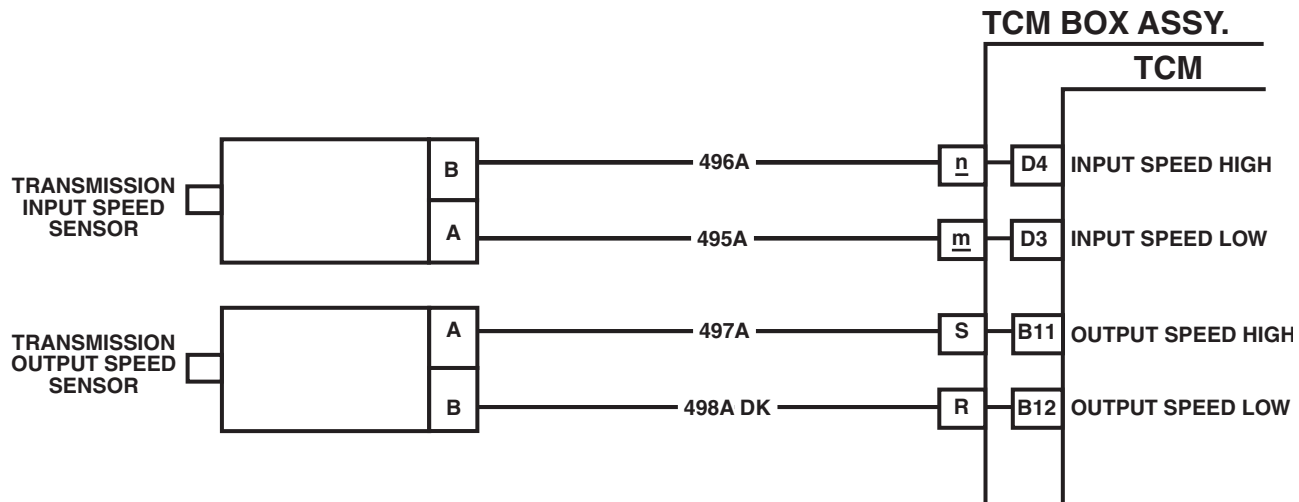 TCM BOX ASSY.
TCM
TRANSMISSION
INPUT SPEED
SENSOR
B 496A n D4 INPUT SPEED HIGH
A 495A m D3 INPUT SPEED LOW
TRANSMISSION
OUTPUT SPEED
SENSOR
A 497A S B11 OUTPUT SPEED HIGH
B 498A DK R B12 OUTPUT SPEED LOW